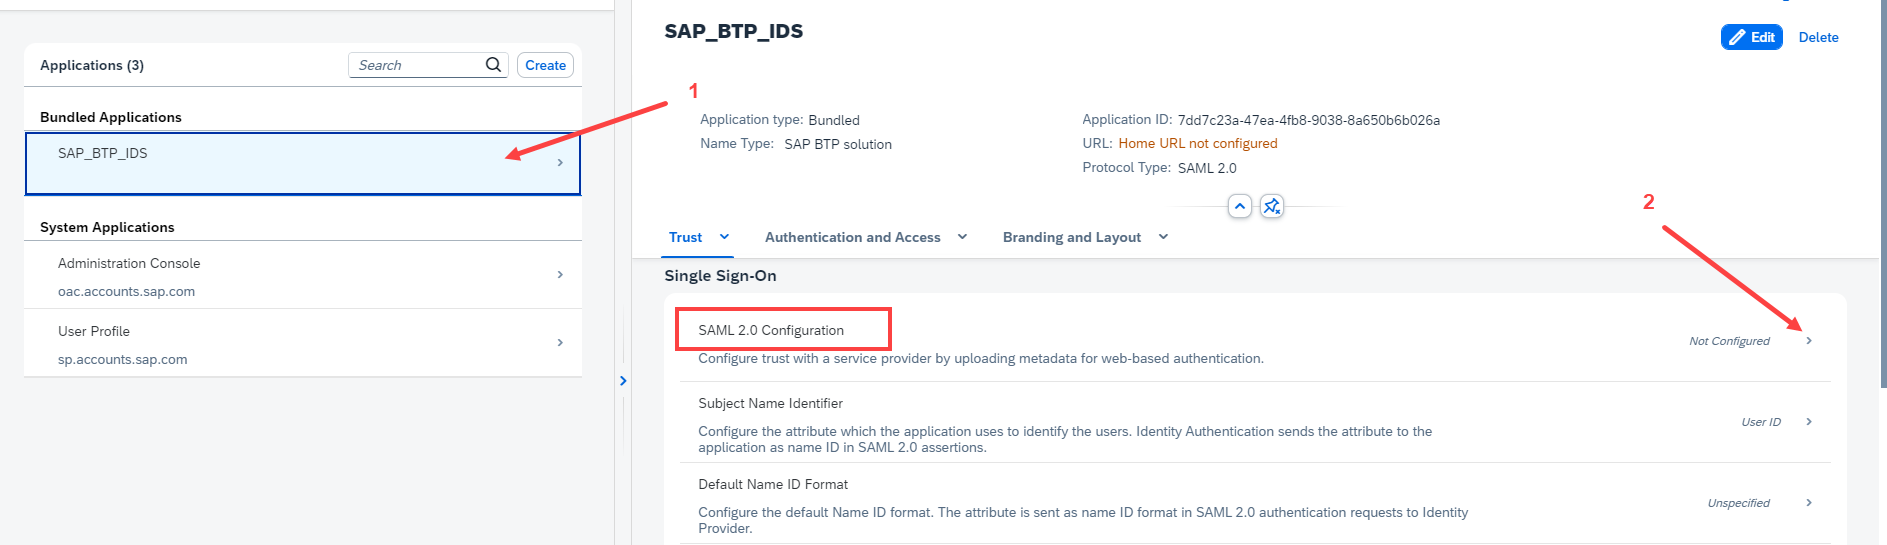 Applications (3)
Search
Create
Bundled Applications
SAP_BTP_IDS
System Applications
Administration Console
oac.accounts.sap.com
User Profile
sp.accounts.sap.com
SAP_BTP_IDS
Edit
Delete
1
Application type: Bundled
Name Type: SAP BTP solution
Application ID: 7dd7c23a-47ea-4fb8-9038-8a650b6b026a
URL: Home URL not configured
Protocol Type: SAML 2.0
2
Trust
Authentication and Access
Branding and Layout
Single Sign-On
SAML 2.0 Configuration
Configure trust with a service provider by uploading metadata for web-based authentication.
Not Configured
Subject Name Identifier
Configure the attribute which the application uses to identify the users. Identity Authentication sends the attribute to the
application as name ID in SAML 2.0 assertions.
User ID
Default Name ID Format
Configure the default Name ID format. The attribute is sent as name ID format in SAML 2.0 authentication requests to Identity
Provider.
Unspecified